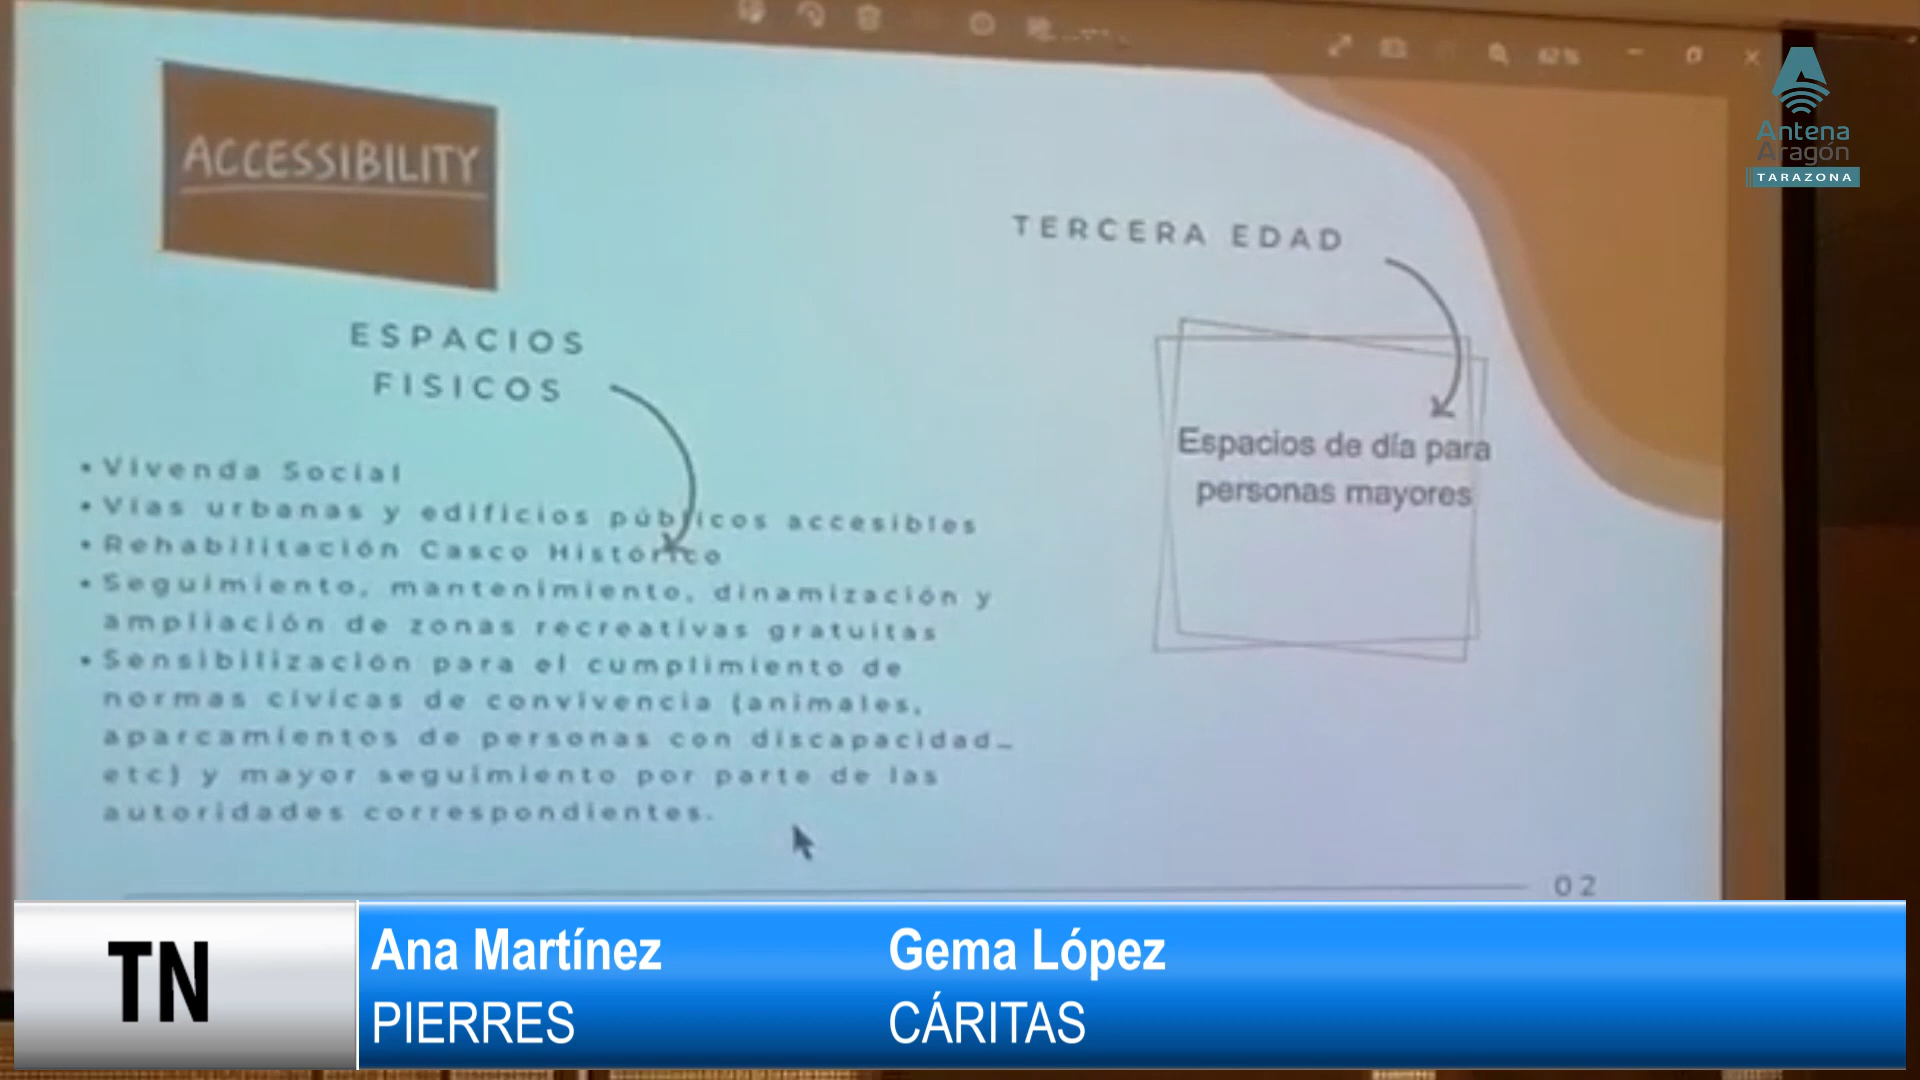 ACCESSIBILITY
62%
Antena
Aragón
TARAZONA
TERCERA EDAD
ESPACIOS
FISICOS
Espacios de día para
personas mayores
• Vivenda Social
• Vías urbanas y edificios públicos accesibles
• Rehabilitación Casco Histórico
• Seguimiento, mantenimiento, dinamización y
ampliación de zonas recreativas gratuitas
• Sensibilización para el cumplimiento de
normas cívicas de convivencia (animales,
aparcamientos de personas con discapacidad…
etc) y mayor seguimiento por parte de las
autoridades correspondientes.
02
TN
Ana Martínez
PIERRES
Gema López
CÁRITAS